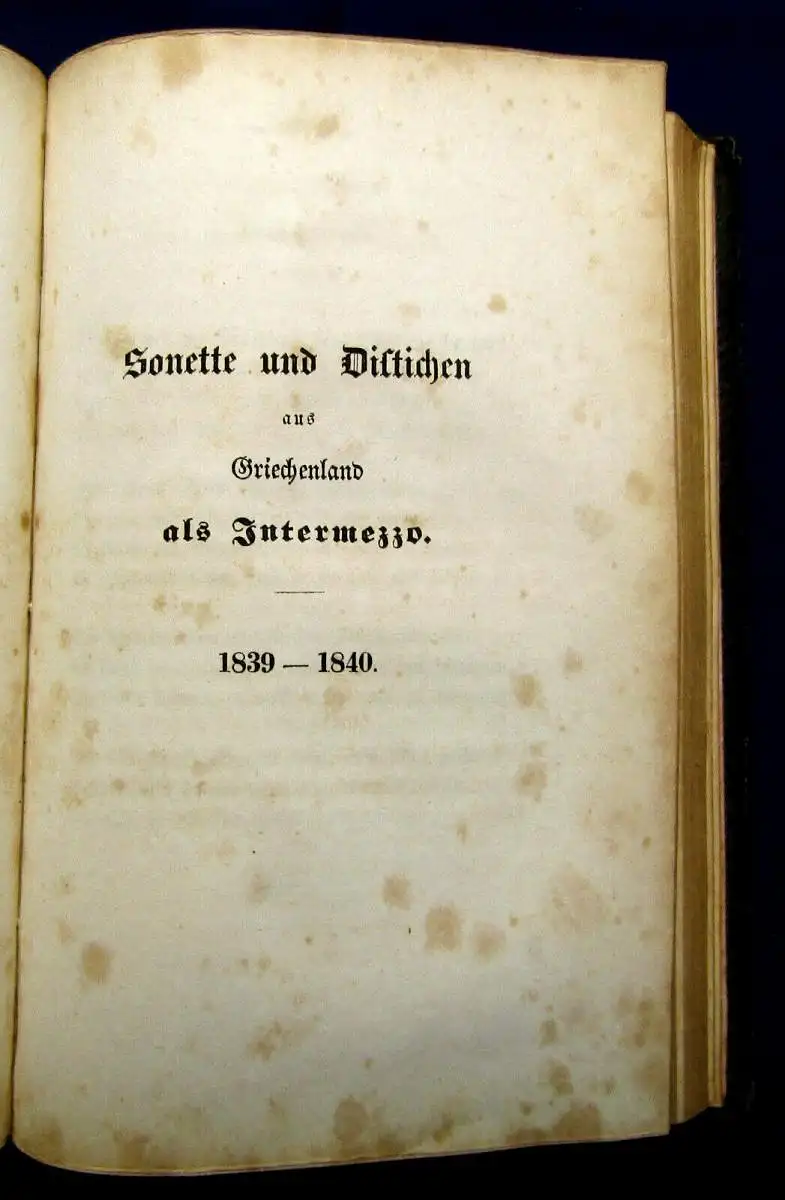 Sonette und Diſtichen
aus
Griechenland
als Intermezzo.
1839 — 1840.